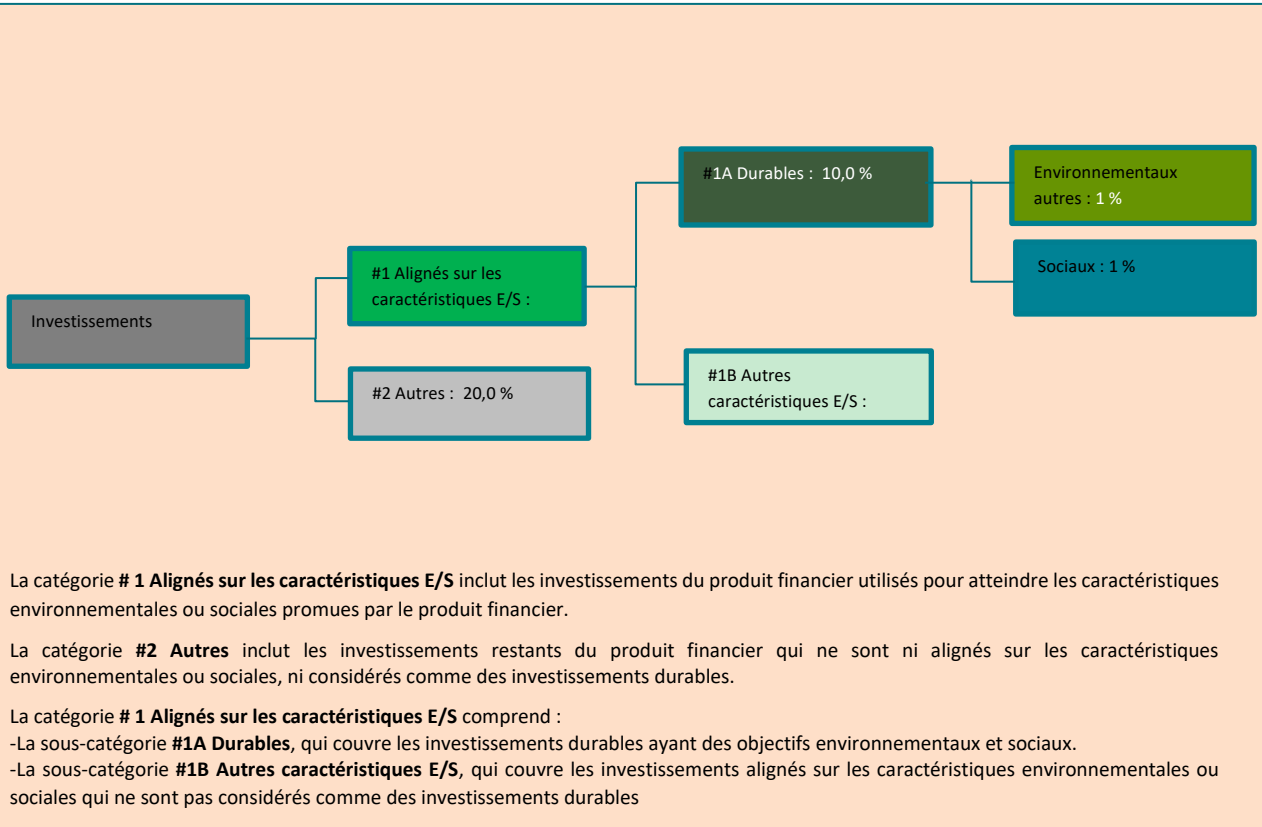 #1A Durables : 10,0 %
Environnementaux
autres : 1 %
#1 Alignés sur les
caractéristiques E/S :
Sociaux : 1 %
Investissements
#2 Autres : 20,0 %
#1B Autres
caractéristiques E/S :
La catégorie # 1 Alignés sur les caractéristiques E/S inclut les investissements du produit financier utilisés pour atteindre les caractéristiques
environnementales ou sociales promues par le produit financier.
La catégorie #2 Autres inclut les investissements restants du produit financier qui ne sont ni alignés sur les caractéristiques
environnementales ou sociales, ni considérés comme des investissements durables.
La catégorie # 1 Alignés sur les caractéristiques E/S comprend :
-La sous-catégorie #1A Durables, qui couvre les investissements durables ayant des objectifs environnementaux et sociaux.
-La sous-catégorie #1B Autres caractéristiques E/S, qui couvre les investissements alignés sur les caractéristiques environnementales ou
sociales qui ne sont pas considérés comme des investissements durables